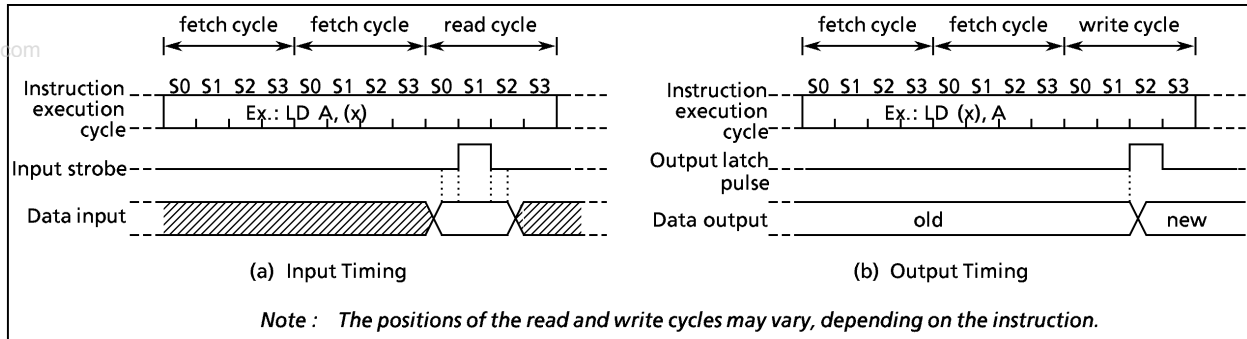 fetch cycle fetch cycle read cycle
fetch cycle fetch cycle write cycle
com
Instruction execution cycle
S0 S1 S2 S3 S0 S1 S2 S3 S0 S1 S2 S3
Ex.: LD A, (x)
Input strobe
Data input
(a) Input Timing
Instruction execution cycle
S0 S1 S2 S3 S0 S1 S2 S3 S0 S1 S2 S3
Ex.: LD (x), A
Output latch pulse
Data output
old
new
(b) Output Timing
Note : The positions of the read and write cycles may vary, depending on the instruction.